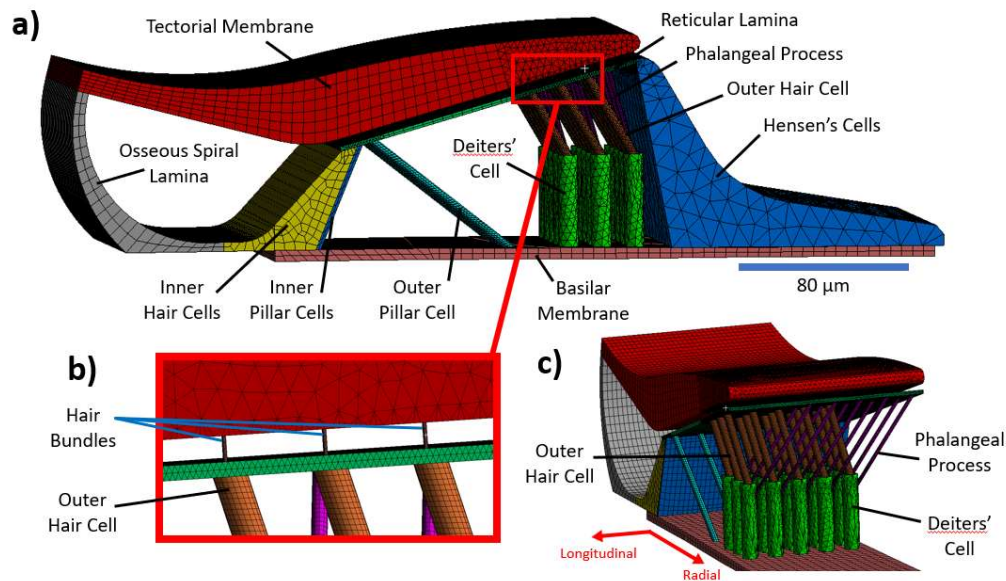 a)
Tectorial Membrane
Reticular Lamina
Phalangeal Process
Outer Hair Cell
Hensen's Cells
Deiters'
Cell
Osseous Spiral
Lamina
Inner
Hair Cells
Inner
Pillar Cells
Outer
Pillar Cell
Basilar
Membrane
80 μm
b)
Hair
Bundles
Outer
Hair Cell
c)
Outer
Hair Cell
Phalangeal
Process
Deiters'
Cell
Longitudinal
Radial